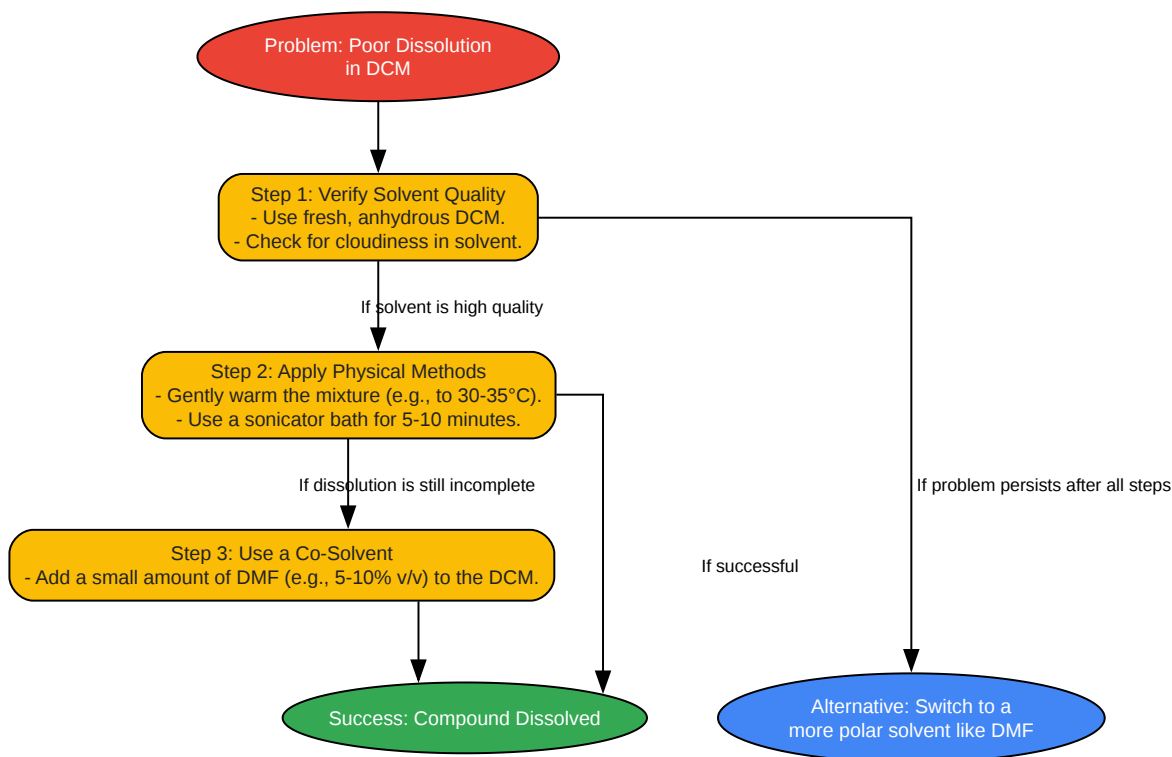 Problem: Poor Dissolution
in DCM
Step 1: Verify Solvent Quality
- Use fresh, anhydrous DCM.
- Check for cloudiness in solvent.
If solvent is high quality
Step 2: Apply Physical Methods
- Gently warm the mixture (e.g., to 30-35°C).
- Use a sonicator bath for 5-10 minutes.
If dissolution is still incomplete
If problem persists after all steps
Step 3: Use a Co-Solvent
- Add a small amount of DMF (e.g., 5-10% v/v) to the DCM.
If successful
Success: Compound Dissolved
Alternative: Switch to a
more polar solvent like DMF